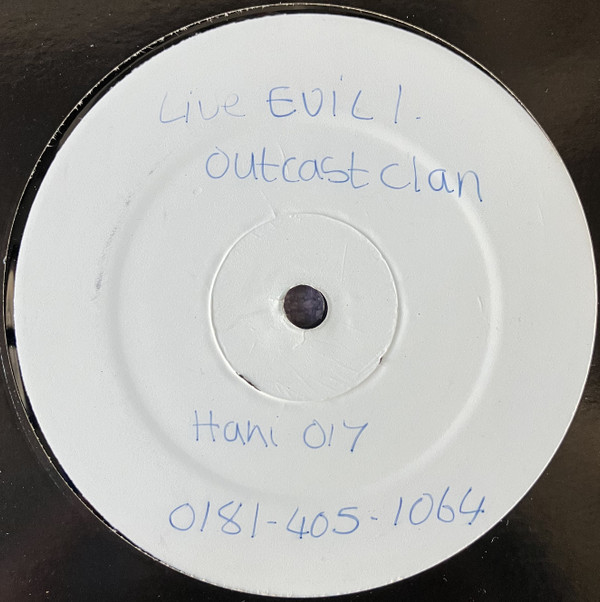 Live EVIL 1.
Outcast Clan
Hani 017
0181-405-1064